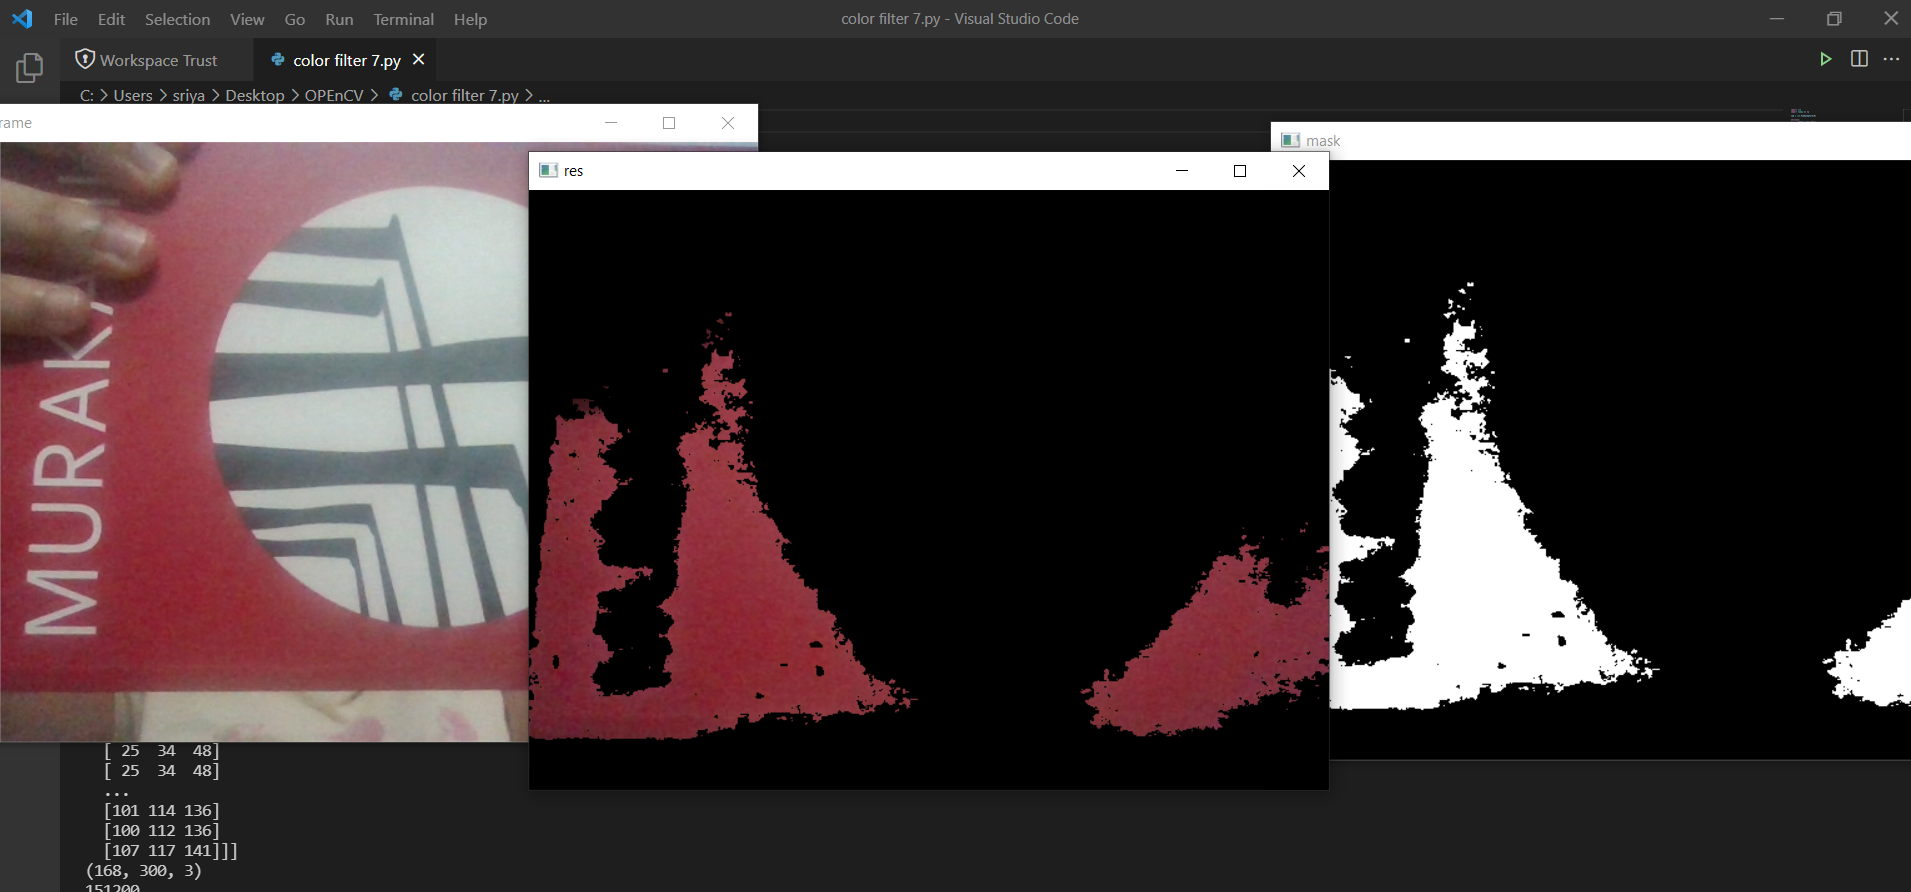 File Edit Selection View Go Run Terminal Help
color filter 7.py - Visual Studio Code
Workspace Trust
color filter 7.py
C: > Users > sriya > Desktop > OPEnCV > color filter 7.py > ...
rame
mask
res
MURAKA
[ 25 34 48]
[ 25 34 48]
...
[101 114 136]
[100 112 136]
[107 117 141]]]
(168, 300, 3)
151200